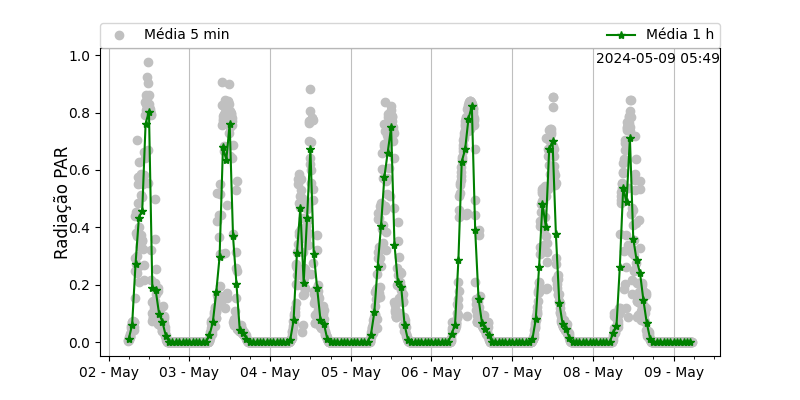 Média 5 min
Média 1 h
2024-05-09 05:49
Radiação PAR
1.0
0.8
0.6
0.4
0.2
0.0
02 - May
03 - May
04 - May
05 - May
06 - May
07 - May
08 - May
09 - May